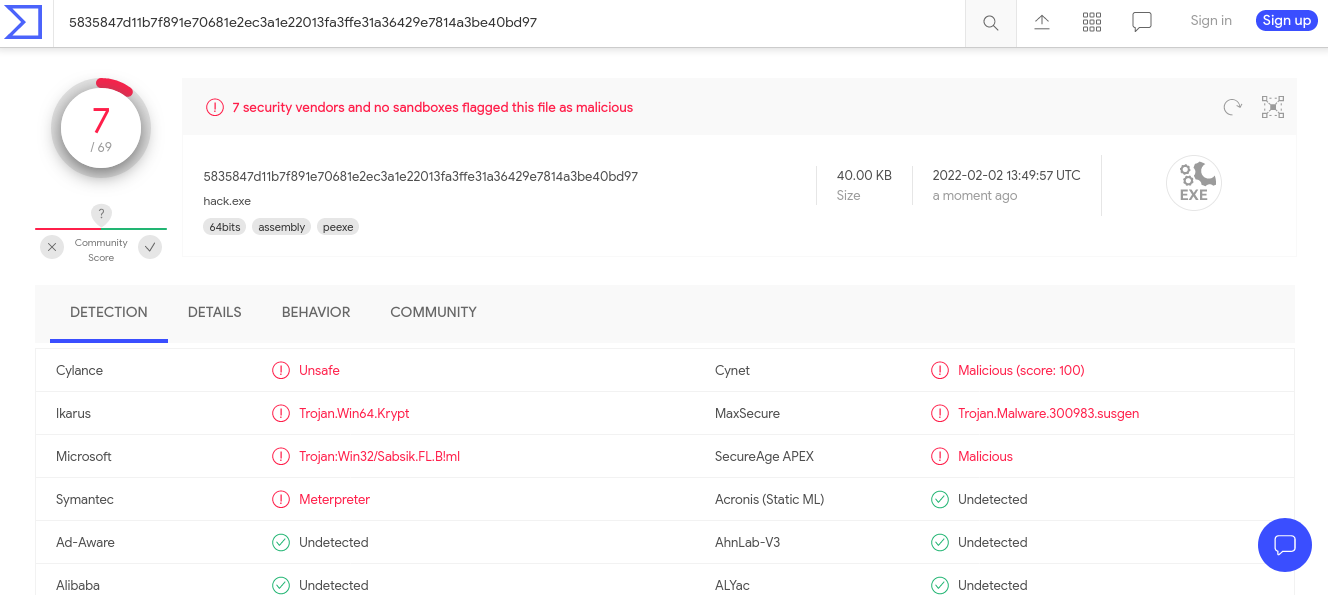 5835847d11b7f891e70681e2ec3a1e22013fa3ffe31a36429e7814a3be40bd97
Sign in
Sign up
7
/ 69
7 security vendors and no sandboxes flagged this file as malicious
5835847d11b7f891e70681e2ec3a1e22013fa3ffe31a36429e7814a3be40bd97
hack.exe
64bits assembly peexe
40.00 KB
Size
2022-02-02 13:49:57 UTC
a moment ago
EXE
?
Community
Score
DETECTION DETAILS BEHAVIOR COMMUNITY
Cylance Unsafe Cynet Malicious (score: 100)
Ikarus Trojan.Win64.Krypt MaxSecure Trojan.Malware.300983.susgen
Microsoft Trojan:Win32/Sabsik.FL.B!ml SecureAge APEX Malicious
Symantec Meterpreter Acronis (Static ML) Undetected
Ad-Aware Undetected AhnLab-V3 Undetected
Alibaba Undetected ALYac Undetected